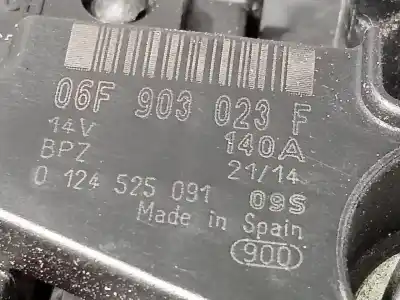 06F 903 023 F
14V 140A
BPZ 21/14
0 124 525 091 09S
Made in Spain
900